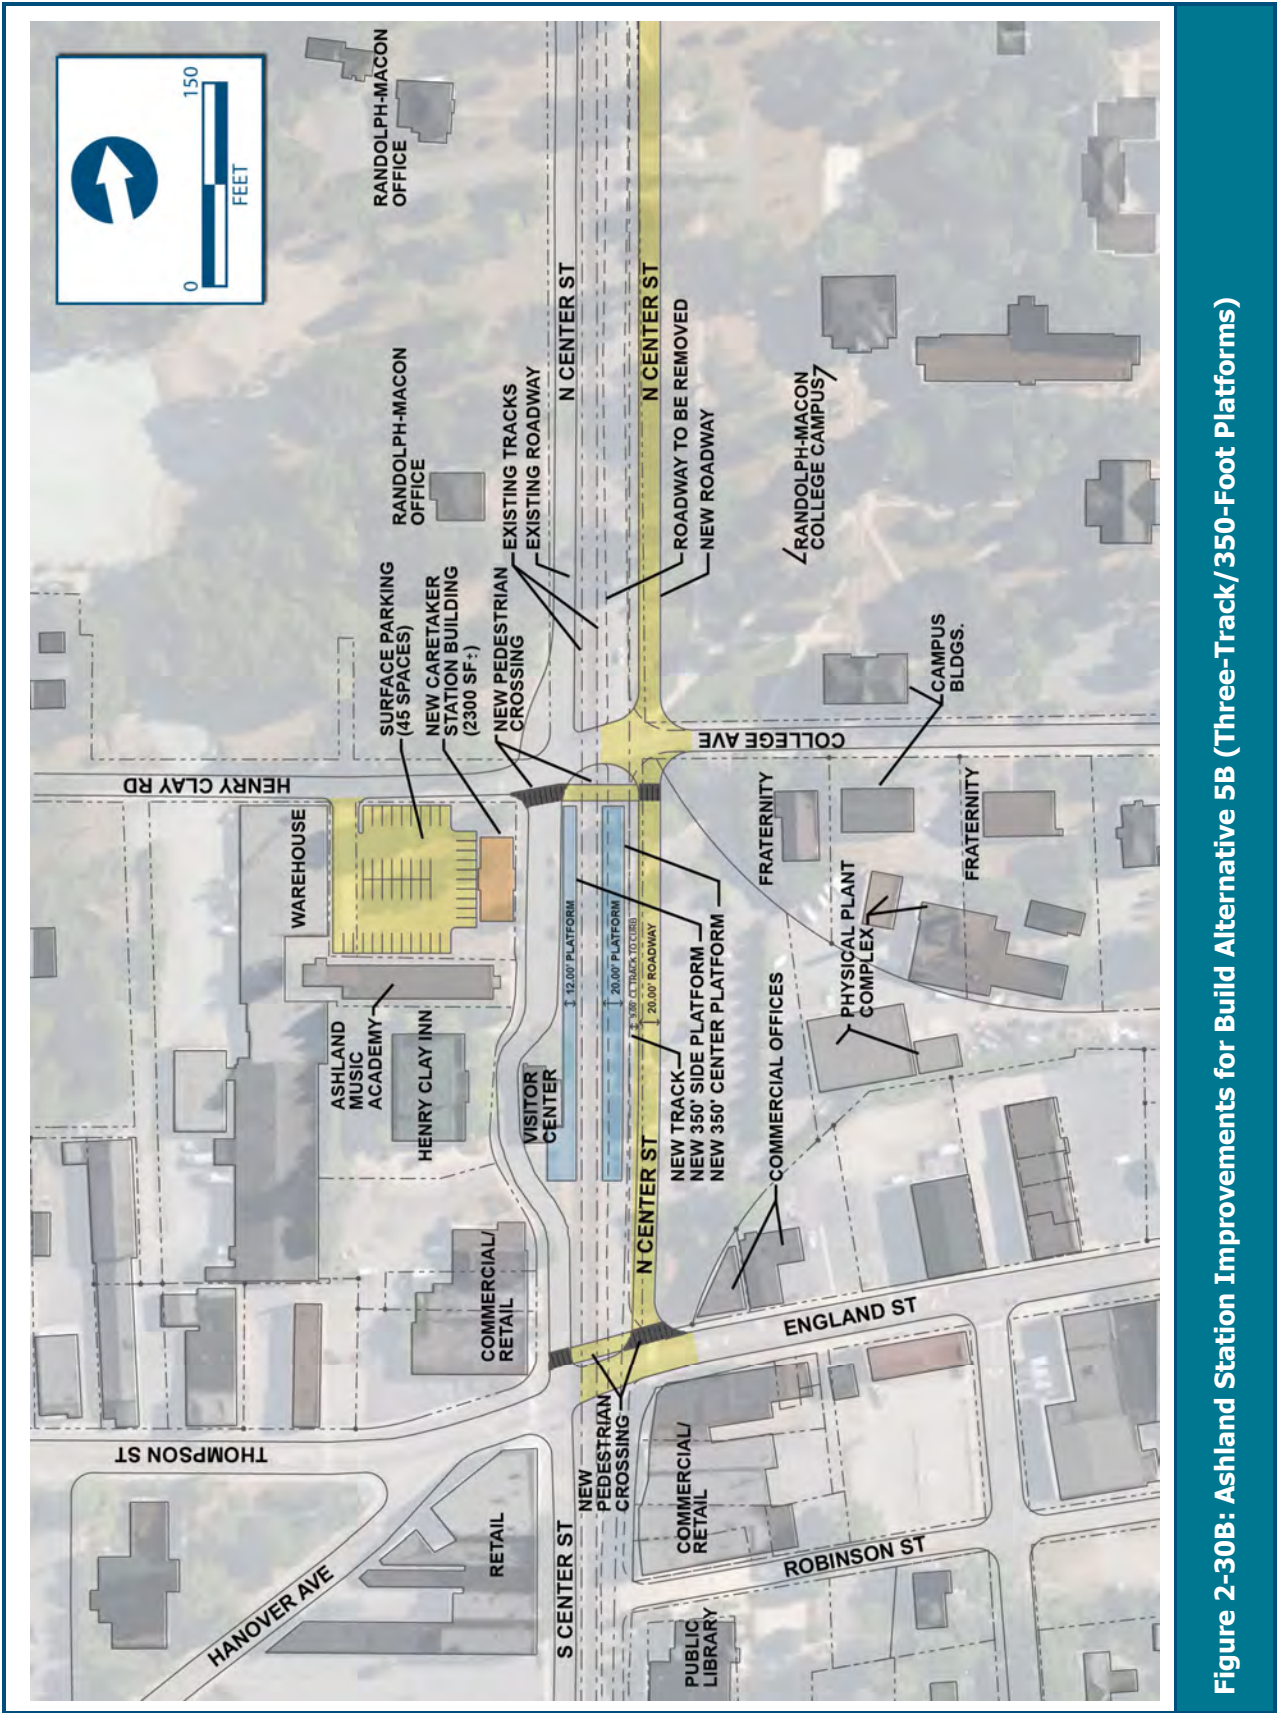 150
FEET
0
RANDOLPH-MACON
OFFICE
N CENTER ST
N CENTER ST
RANDOLPH-MACON
OFFICE
EXISTING TRACKS
EXISTING ROADWAY
ROADWAY TO BE REMOVED
NEW ROADWAY
RANDOLPH-MACON
COLLEGE CAMPUS
SURFACE PARKING
(45 SPACES)
NEW CARETAKER
STATION BUILDING
(2300 SF±)
NEW PEDESTRIAN
CROSSING
CAMPUS
BLDGS.
HENRY CLAY RD
COLLEGE AVE
WAREHOUSE
FRATERNITY
FRATERNITY
12.00' PLATFORM
20.00' PLATFORM
9.00' CL TRACK TO CURB
20.00' ROADWAY
PHYSICAL PLANT
COMPLEX
ASHLAND
MUSIC
ACADEMY
HENRY CLAY INN
VISITOR
CENTER
NEW TRACK
NEW 350' SIDE PLATFORM
NEW 350' CENTER PLATFORM
COMMERCIAL OFFICES
N CENTER ST
COMMERCIAL/
RETAIL
ENGLAND ST
THOMPSON ST
NEW
PEDESTRIAN
CROSSING
COMMERCIAL/
RETAIL
RETAIL
S CENTER ST
ROBINSON ST
HANOVER AVE
PUBLIC
LIBRARY
Figure 2-30B: Ashland Station Improvements for Build Alternative 5B (Three-Track/350-Foot Platforms)